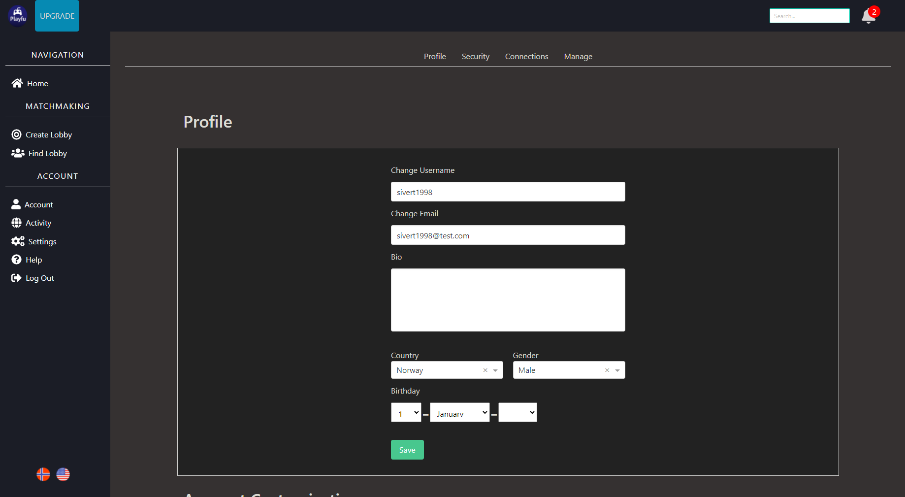 Playfu
UPGRADE
Search...
2
NAVIGATION
Home
MATCHMAKING
Create Lobby
Find Lobby
ACCOUNT
Account
Activity
Settings
Help
Log Out
Profile Security Connections Manage
Profile
Change Username
sivert1998
Change Email
sivert1998@test.com
Bio
Country Gender
Norway × Male ×
Birthday
1 – January –
Save